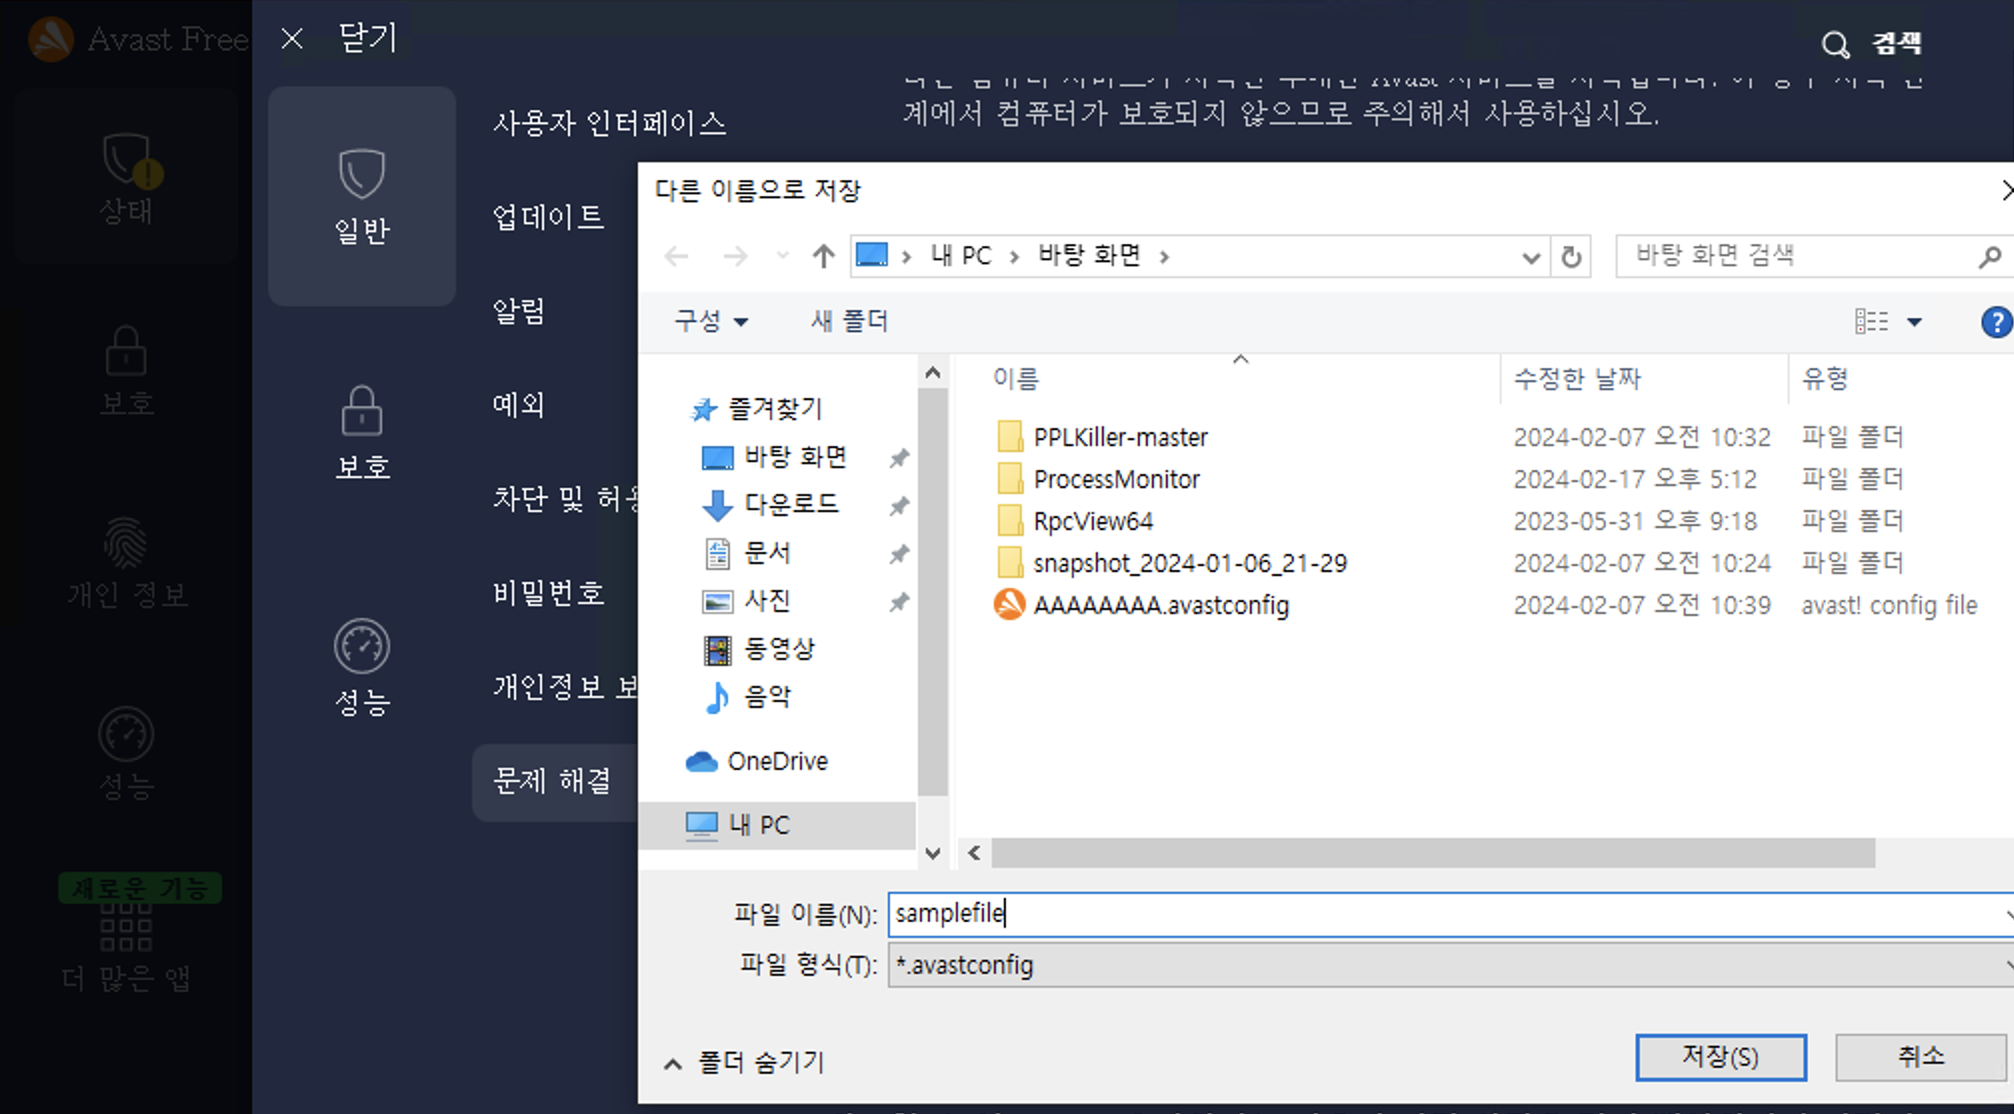 Avast Free
닫기
검색
상태
보호
개인 정보
성능
새로운 기능
더 많은 앱
일반
보호
성능
사용자 인터페이스
업데이트
알림
예외
차단 및 허용
비밀번호
개인정보 보
문제 해결
계에서 컴퓨터가 보호되지 않으므로 주의해서 사용하십시오.
다른 이름으로 저장
내 PC > 바탕 화면 >
바탕 화면 검색
구성
새 폴더
즐겨찾기
바탕 화면
다운로드
문서
사진
동영상
음악
OneDrive
내 PC
이름 수정한 날짜 유형
PPLKiller-master 2024-02-07 오전 10:32 파일 폴더
ProcessMonitor 2024-02-17 오후 5:12 파일 폴더
RpcView64 2023-05-31 오후 9:18 파일 폴더
snapshot_2024-01-06_21-29 2024-02-07 오전 10:24 파일 폴더
AAAAAAAA.avastconfig 2024-02-07 오전 10:39 avast! config file
파일 이름(N): samplefile
파일 형식(T): *.avastconfig
폴더 숨기기
저장(S)
취소